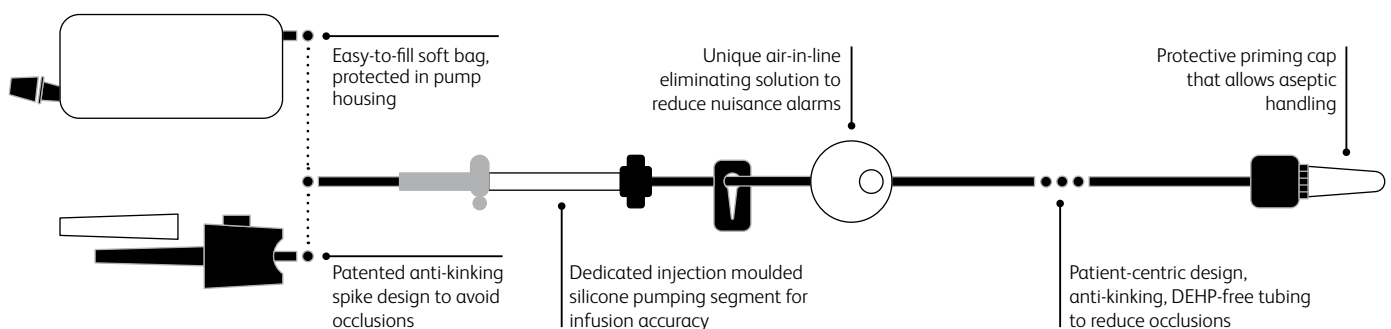 Easy-to-fill soft bag,
protected in pump
housing
Unique air-in-line
eliminating solution to
reduce nuisance alarms
Protective priming cap
that allows aseptic
handling
Patented anti-kinking
spike design to avoid
occlusions
Dedicated injection moulded
silicone pumping segment for
infusion accuracy
Patient-centric design,
anti-kinking, DEHP-free tubing
to reduce occlusions